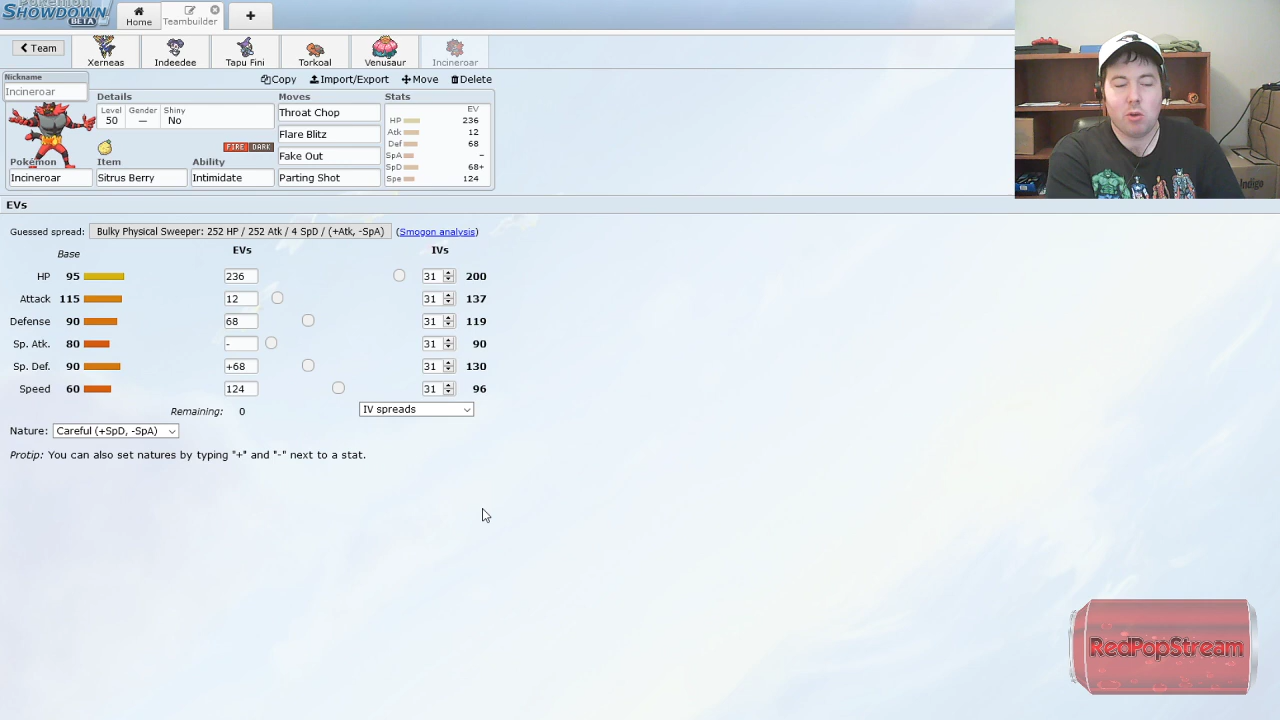 Pokémon
SHOWDOWN
BETA
Home
Teambuilder
+
< Team
Xerneas
Indeedee
Tapu Fini
Torkoal
Venusaur
Incineroar
Copy
Import/Export
Move
Delete
Nickname
Incineroar
Details
Level
50
Gender
—
Shiny
No
FIRE DARK
Pokémon
Incineroar
Item
Sitrus Berry
Ability
Intimidate
Moves
Throat Chop
Flare Blitz
Fake Out
Parting Shot
Stats
EV
HP 236
Atk 12
Def 68
SpA –
SpD 68+
Spe 124
EVs
Guessed spread: Bulky Physical Sweeper: 252 HP / 252 Atk / 4 SpD / (+Atk, -SpA) (Smogon analysis)
Base EVs IVs
HP 95 236 31 200
Attack 115 12 31 137
Defense 90 68 31 119
Sp. Atk. 80 - 31 90
Sp. Def. 90 +68 31 130
Speed 60 124 31 96
Remaining: 0
IV spreads
Nature: Careful (+SpD, -SpA)
Protip: You can also set natures by typing "+" and "-" next to a stat.
Indigo
RedPopStream